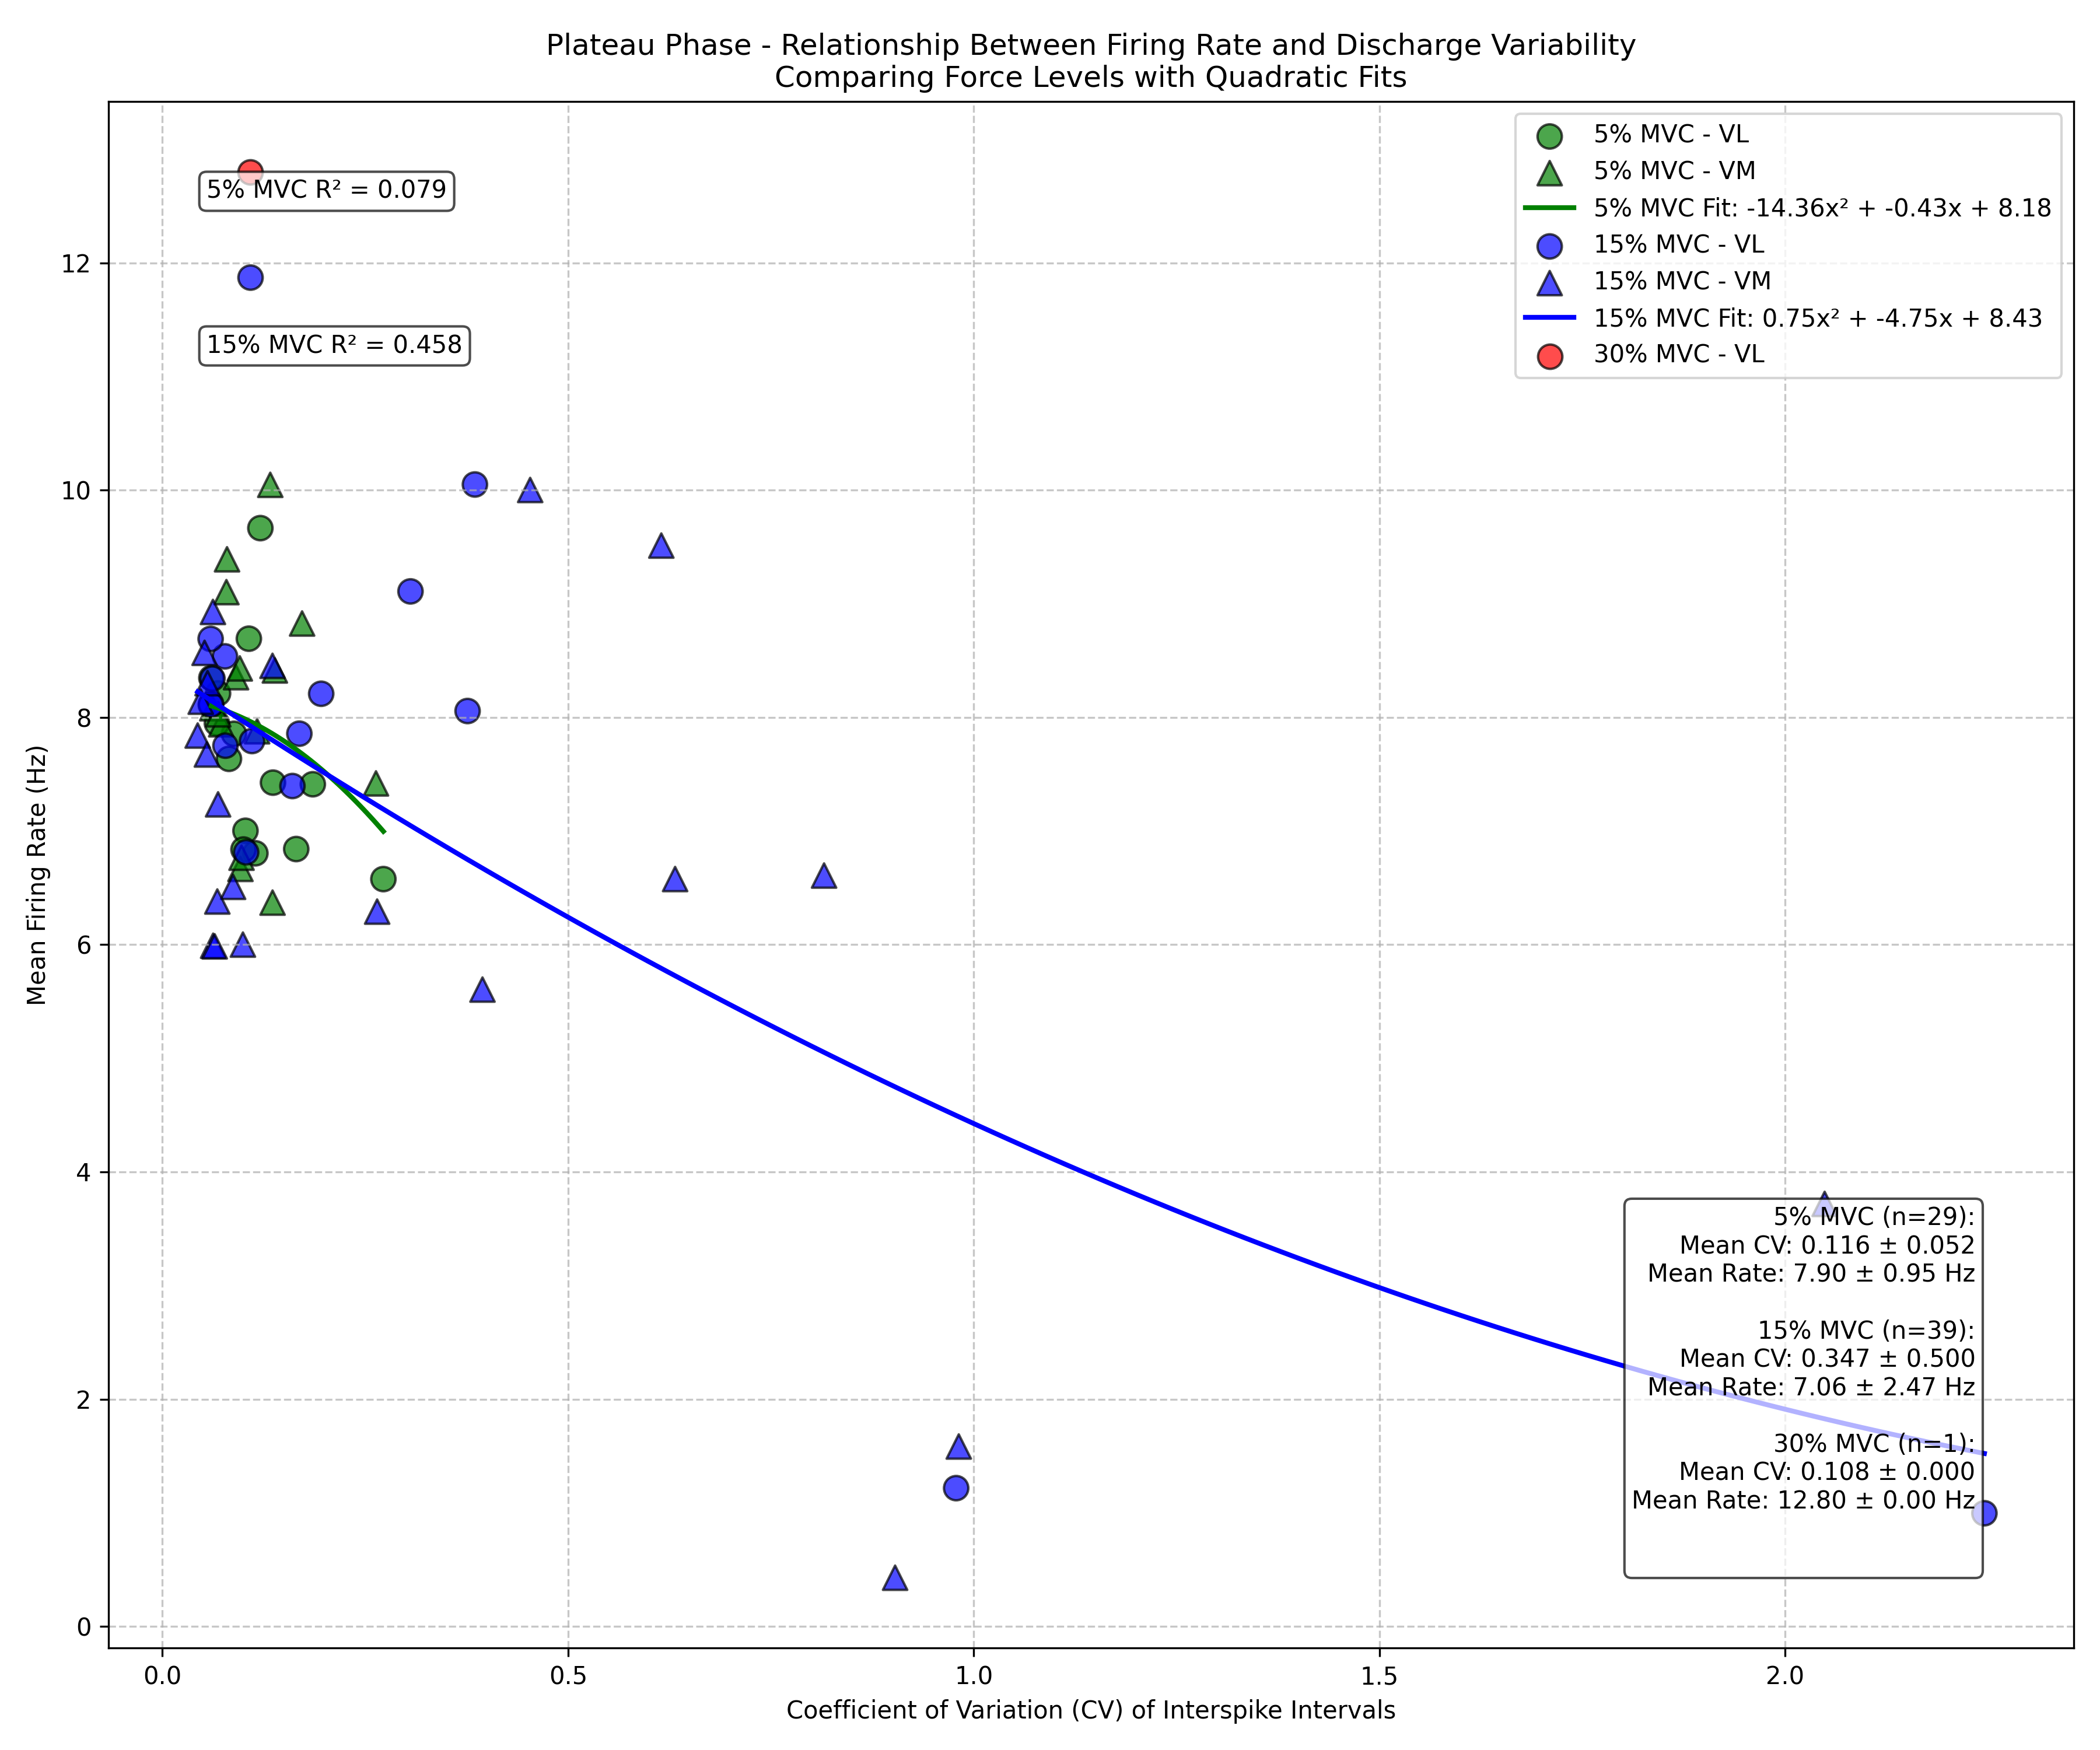 Plateau Phase - Relationship Between Firing Rate and Discharge Variability
Comparing Force Levels with Quadratic Fits
5% MVC - VL
5% MVC - VM
5% MVC Fit: -14.36x² + -0.43x + 8.18
15% MVC - VL
15% MVC - VM
15% MVC Fit: 0.75x² + -4.75x + 8.43
30% MVC - VL
5% MVC R² = 0.079
15% MVC R² = 0.458
Mean Firing Rate (Hz)
12
10
8
6
4
2
0
5% MVC (n=29):
Mean CV: 0.116 ± 0.052
Mean Rate: 7.90 ± 0.95 Hz
15% MVC (n=39):
Mean CV: 0.347 ± 0.500
Mean Rate: 7.06 ± 2.47 Hz
30% MVC (n=1):
Mean CV: 0.108 ± 0.000
Mean Rate: 12.80 ± 0.00 Hz
0.0
0.5
1.0
1.5
2.0
Coefficient of Variation (CV) of Interspike Intervals